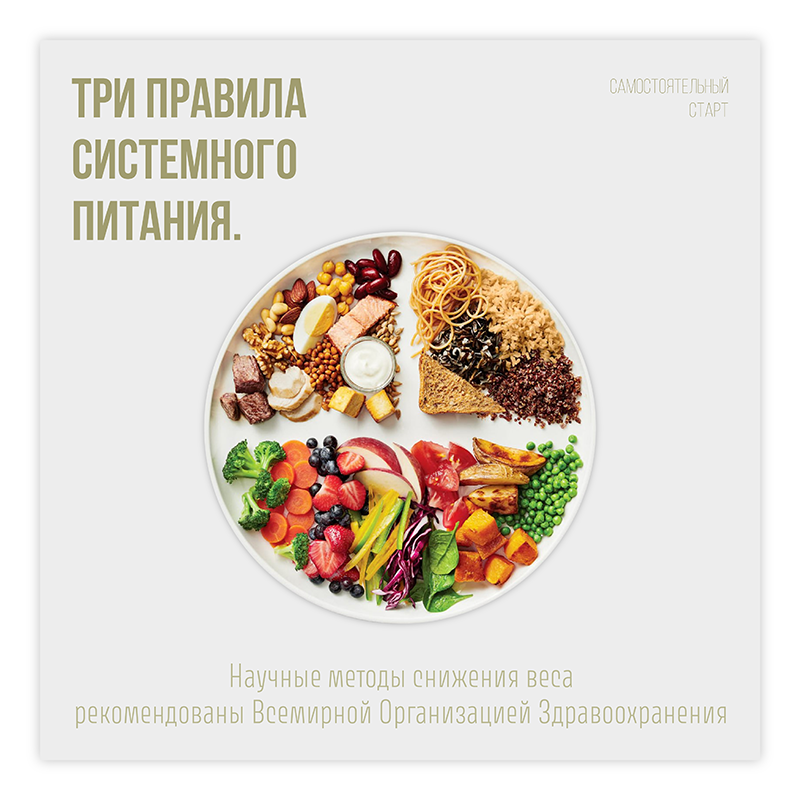 ТРИ ПРАВИЛА
СИСТЕМНОГО
ПИТАНИЯ.
САМОСТОЯТЕЛЬНЫЙ
СТАРТ
Научные методы снижения веса
рекомендованы Всемирной Организацией Здравоохранения